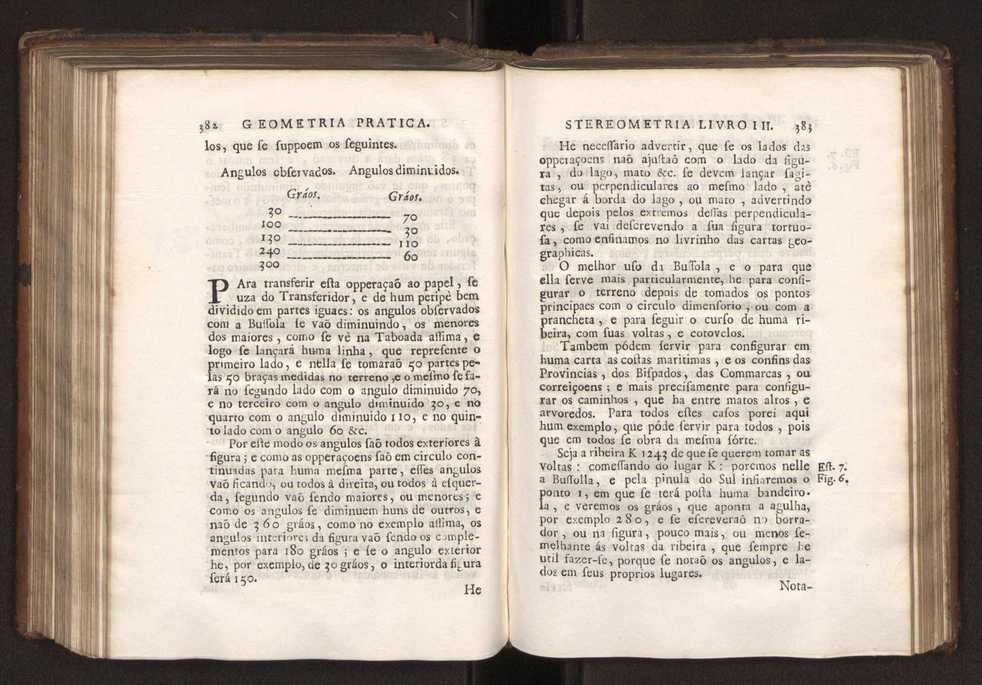 382 GEOMETRIA PRATICA.
los, que ſe ſuppoem os ſeguintes.
Angulos obſervados. Angulos diminuidos.
Gráos. Gráos.
30
100 70
130 30
240 110
300 60
PAra transferir eſta opperaçaõ ao papel, ſe
uza do Transferidor, e de hum peripè bem
dividido em partes iguaes: os angulos obſervados
com a Buſſola ſe vaõ diminuindo, os menores
dos maiores, como ſe vê na Taboada aſſima, e
logo ſe lançará huma linha, que repreſente o
primeiro lado, e nella ſe tomaraõ 50 partes pe-
las 50 braças medidas no terreno, e o meſmo ſe fa-
rá no ſegundo lado com o angulo diminuido 70,
e no terceiro com o angulo diminuido 30, e no
quarto com o angulo diminuido 110, e no quin-
to lado com o angulo 60 &c.
Por eſte modo os angulos ſaõ todos exteriores á
figura; e como as opperaçoens ſaõ em circulo con-
tinuadas para huma meſma parte, eſſes angulos
vaõ ficando, ou todos á direita, ou todos á eſquer-
da, ſegundo vaõ ſendo maiores, ou menores; e
como os angulos ſe diminuem huns de outros, e
naõ de 360 gráos, como no exemplo aſſima, os
angulos interiores da figura vaõ ſendo os comple-
mentos para 180 gráos; e ſe o angulo exterior
he, por exemplo, de 30 gráos, o interior da figura
ſerá 150.
He
STEREOMETRIA LIVRO III. 383
He neceſſario advertir, que ſe os lados das
opperaçoens naõ ajuſtaõ com o lado da figu-
ra, do lago, mato &c. ſe devem lançar ſagi-
tas, ou perpendiculares ao meſmo lado, atè
chegar á borda do lago, ou mato, advertindo
que depois pelos extremos deſſas perpendicula-
res, ſe vai deſcrevendo a ſua figura tortuo-
ſa, como enſinamos no livrinho das cartas geo-
graphicas.
O melhor uſo da Buſſola, e o para que
ella ſerve mais particularmente, he para confi-
gurar o terreno depois de tomados os pontos
principaes com o circulo dimenſorio, ou com a
prancheta, e para ſeguir o curſo de huma ri-
beira, com ſuas voltas, e cotovelos.
Tambem pódem ſervir para configurar em
huma carta as coſtas maritimas, e os confins das
Provincias, dos Biſpados, das Commarcas, ou
correiçoens; e mais preciſamente para configu-
rar os caminhos, que ha entre matos altos, e
arvoredos. Para todos eſtes caſos porei aqui
hum exemplo, que póde ſervir para todos, pois
que em todos ſe obra da meſma ſórte.
Seja a ribeira K 1243 de que ſe querem tomar as
voltas: comeſſando do lugar K: poremos nelle Eſt. 7.
a Buſſolla, e pela pinula do Sul infiaremos o Fig. 6.
ponto 1, em que ſe terá poſta huma bandeiro-
la, e veremos os gráos, que aponta a agulha,
por exemplo 280, e ſe eſcreveraõ no borra-
dor, ou na figura, pouco mais, ou menos ſe-
melhante ás voltas da ribeira, que ſempre he
util fazer-ſe, porque ſe notaõ os angulos, e la-
dos em ſeus proprios lugares.
Nota-